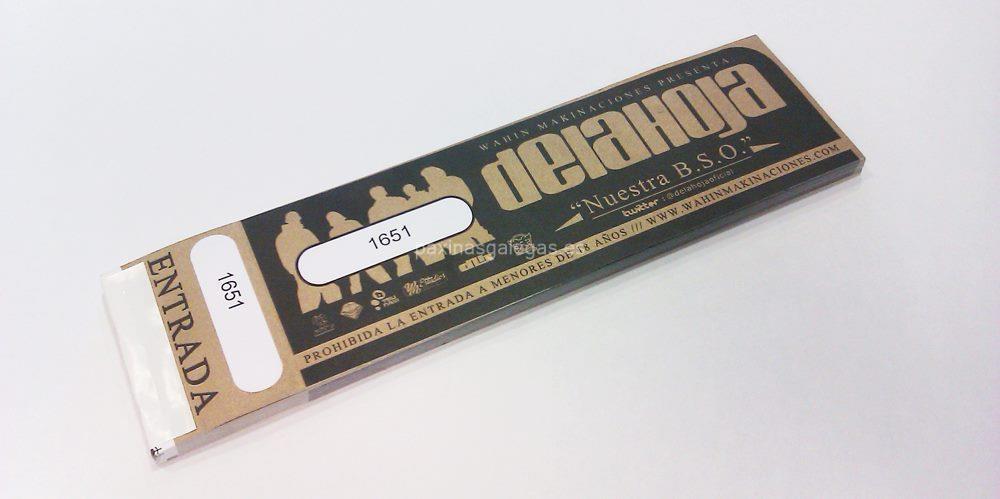 WAHIN MAKINACIONES PRESENTA
delaHoja
“Nuestra B.S.O.”
twitter : @delahojaoficial
1651
paxinasgalegas.es
PROHIBIDA LA ENTRADA A MENORES DE 18 AÑOS /// WWW.WAHINMAKINACIONES.COM
ENTRADA
1651